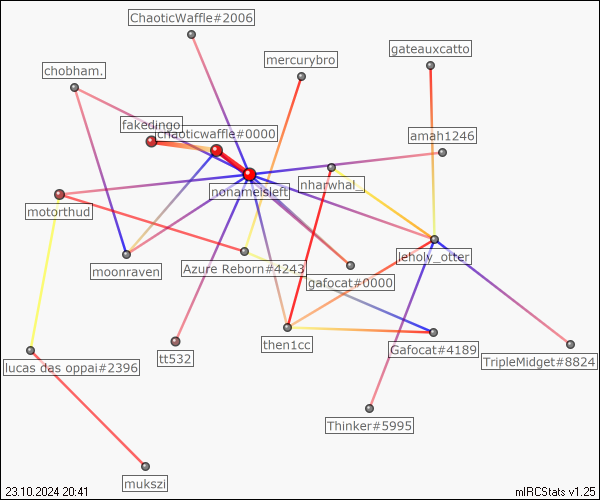 ChaoticWaffle#2006
gateauxcatto
mercurybro
chobham.
fakedingo
chaoticwaffle#0000
amah1246
nharwhal_
nonameisleft
motorthud
leholy_otter
moonraven
Azure Reborn#4243
gafocat#0000
then1cc
Gafocat#4189
tt532
TripleMidget#8824
lucas das oppai#2396
Thinker#5995
mukszi
23.10.2024 20:41
mIRCStats v1.25